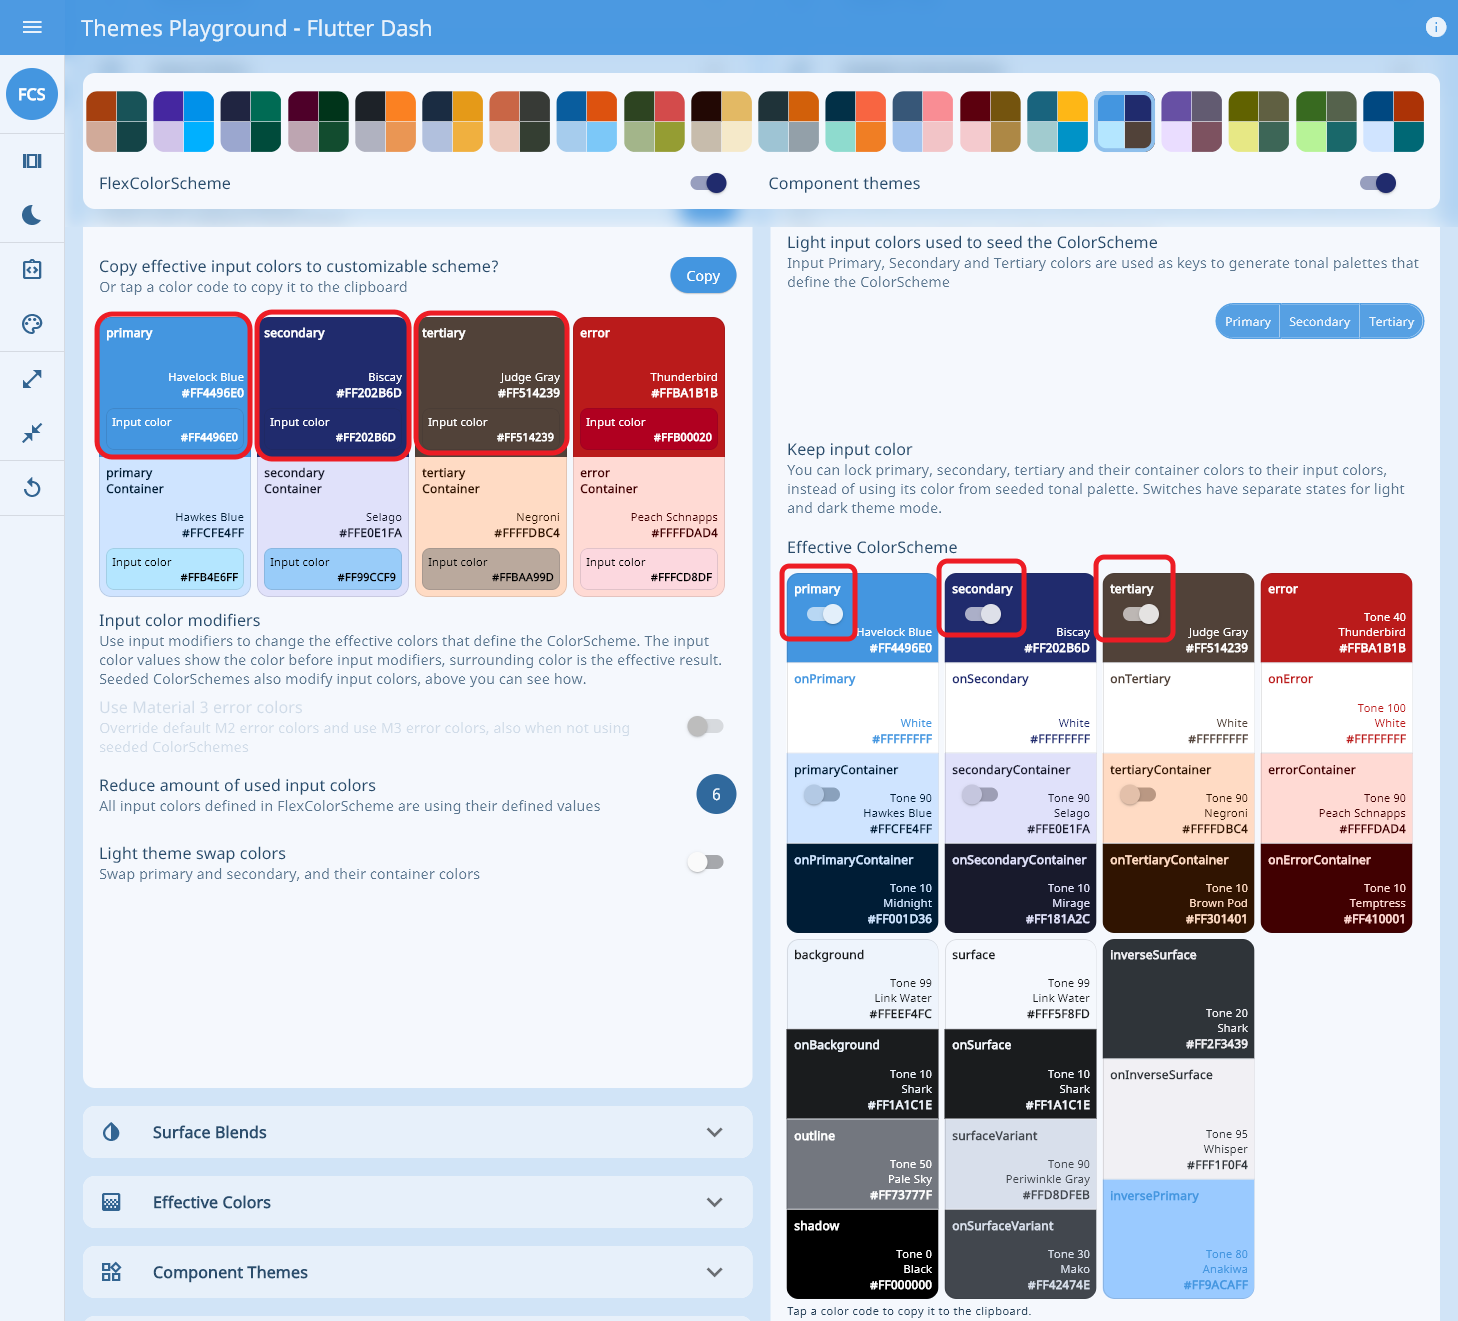 Themes Playground - Flutter Dash
FCS
FlexColorScheme
Component themes
Copy effective input colors to customizable scheme?
Or tap a color code to copy it to the clipboard
Copy
primary
Havelock Blue
#FF4496E0
Input color
#FF4496E0
secondary
Biscay
#FF202B6D
Input color
#FF202B6D
tertiary
Judge Gray
#FF514239
Input color
#FF514239
error
Thunderbird
#FFBA1B1B
Input color
#FFB00020
primary
Container
Hawkes Blue
#FFCFE4FF
Input color
#FFB4E6FF
secondary
Container
Selago
#FFE0E1FA
Input color
#FF99CCF9
tertiary
Container
Negroni
#FFFFDBC4
Input color
#FFBAA99D
error
Container
Peach Schnapps
#FFFFDAD4
Input color
#FFFCD8DF
Input color modifiers
Use input modifiers to change the effective colors that define the ColorScheme. The input
color values show the color before input modifiers, surrounding color is the effective result.
Seeded ColorSchemes also modify input colors, above you can see how.
Use Material 3 error colors
Override default M2 error colors and use M3 error colors, also when not using
seeded ColorSchemes
Reduce amount of used input colors
All input colors defined in FlexColorScheme are using their defined values
6
Light theme swap colors
Swap primary and secondary, and their container colors
Surface Blends
Effective Colors
Component Themes
Light input colors used to seed the ColorScheme
Input Primary, Secondary and Tertiary colors are used as keys to generate tonal palettes that
define the ColorScheme
Primary
Secondary
Tertiary
Keep input color
You can lock primary, secondary, tertiary and their container colors to their input colors,
instead of using its color from seeded tonal palette. Switches have separate states for light
and dark theme mode.
Effective ColorScheme
primary
Havelock Blue
#FF4496E0
secondary
Biscay
#FF202B6D
tertiary
Judge Gray
#FF514239
error
Tone 40
Thunderbird
#FFBA1B1B
onPrimary
White
#FFFFFFFF
onSecondary
White
#FFFFFFFF
onTertiary
White
#FFFFFFFF
onError
Tone 100
White
#FFFFFFFF
primaryContainer
Tone 90
Hawkes Blue
#FFCFE4FF
secondaryContainer
Tone 90
Selago
#FFE0E1FA
tertiaryContainer
Tone 90
Negroni
#FFFFDBC4
errorContainer
Tone 90
Peach Schnapps
#FFFFDAD4
onPrimaryContainer
Tone 10
Midnight
#FF001D36
onSecondaryContainer
Tone 10
Mirage
#FF181A2C
onTertiaryContainer
Tone 10
Brown Pod
#FF301401
onErrorContainer
Tone 10
Temptress
#FF410001
background
Tone 99
Link Water
#FFEEF4FC
surface
Tone 99
Link Water
#FFF5F8FD
inverseSurface
Tone 20
Shark
#FF2F3439
onBackground
Tone 10
Shark
#FF1A1C1E
onSurface
Tone 10
Shark
#FF1A1C1E
onInverseSurface
Tone 95
Whisper
#FFF1F0F4
outline
Tone 50
Pale Sky
#FF73777F
surfaceVariant
Tone 90
Periwinkle Gray
#FFD8DFEB
inversePrimary
Tone 80
Anakiwa
#FF9ACAFF
shadow
Tone 0
Black
#FF000000
onSurfaceVariant
Tone 30
Mako
#FF42474E
Tap a color code to copy it to the clipboard.